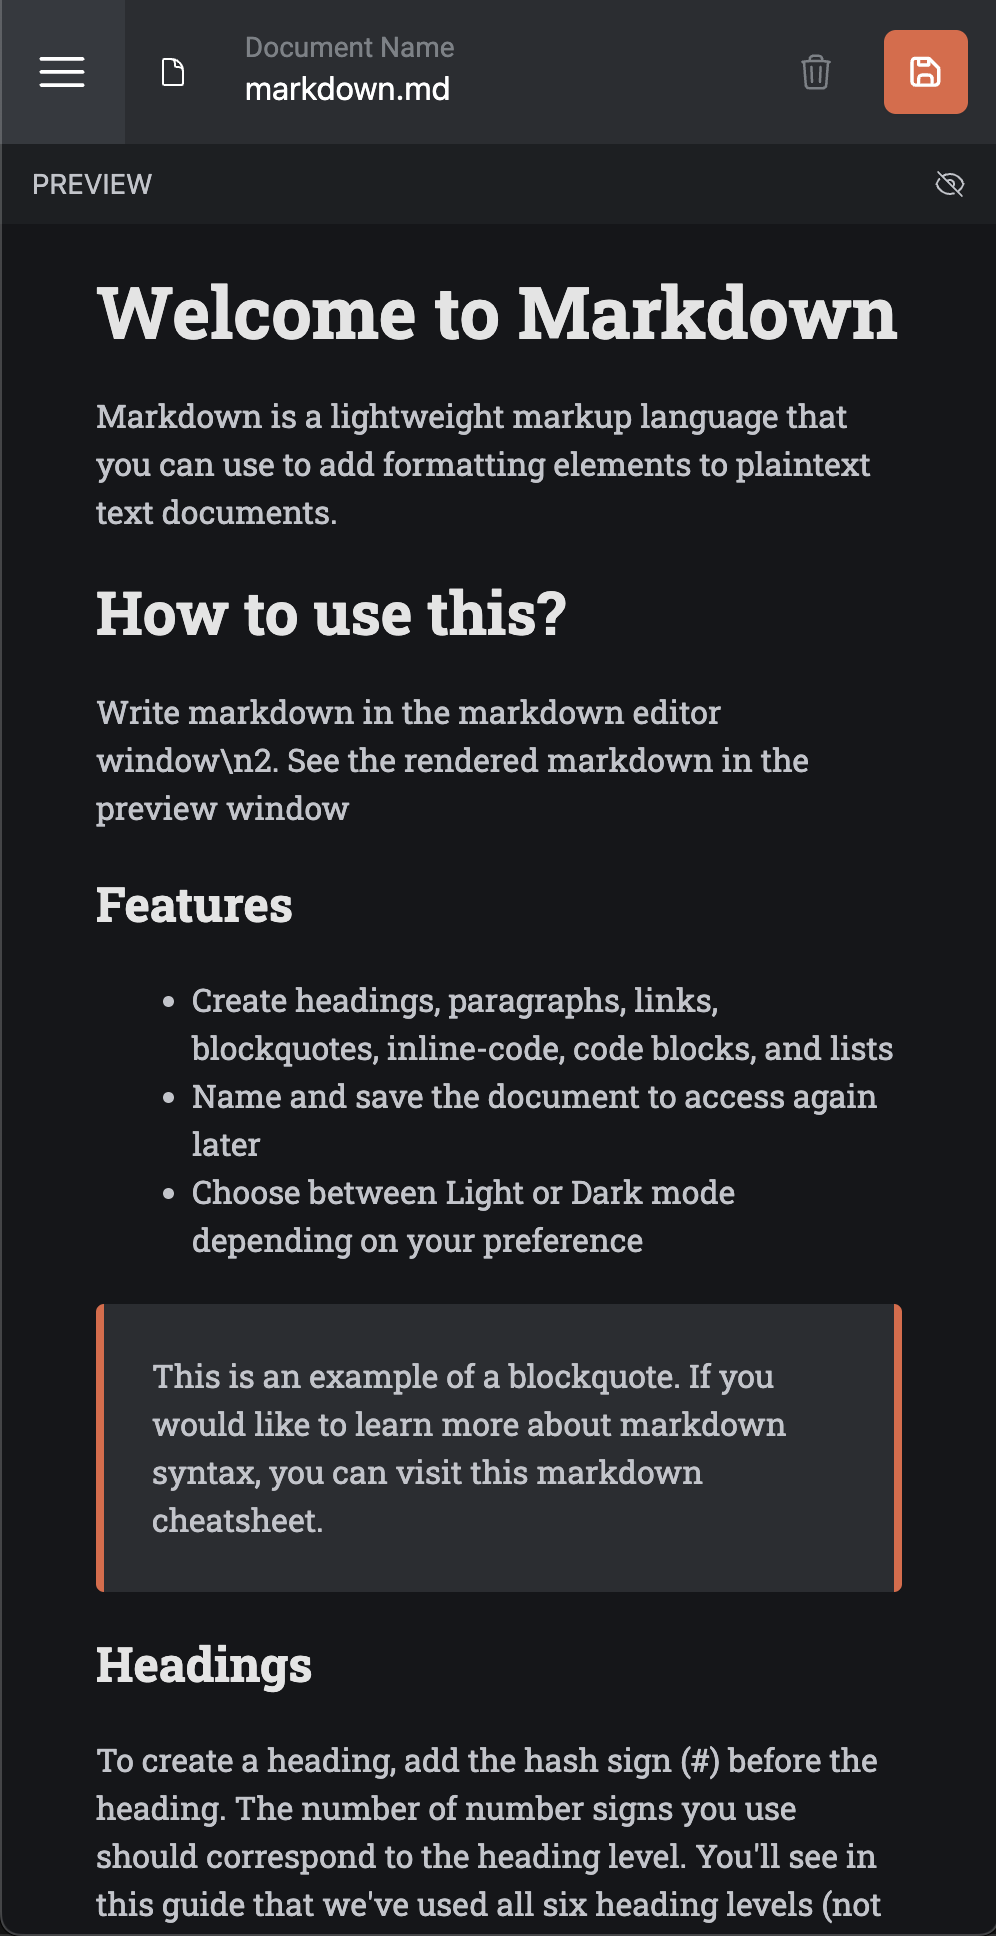 Document Name
markdown.md
PREVIEW
Welcome to Markdown
Markdown is a lightweight markup language that
you can use to add formatting elements to plaintext
text documents.
How to use this?
Write markdown in the markdown editor
window\n2. See the rendered markdown in the
preview window
Features
• Create headings, paragraphs, links,
blockquotes, inline-code, code blocks, and lists
• Name and save the document to access again
later
• Choose between Light or Dark mode
depending on your preference
This is an example of a blockquote. If you
would like to learn more about markdown
syntax, you can visit this markdown
cheatsheet.
Headings
To create a heading, add the hash sign (#) before the
heading. The number of number signs you use
should correspond to the heading level. You'll see in
this guide that we've used all six heading levels (not